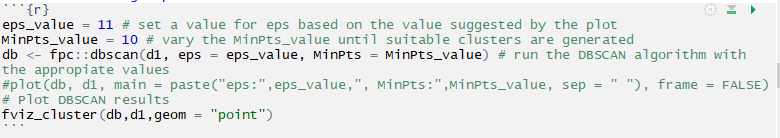 ```{r}
eps_value = 11 # set a value for eps based on the value suggested by the plot
MinPts_value = 10 # vary the MinPts_value until suitable clusters are generated
db <- fpc::dbscan(d1, eps = eps_value, MinPts = MinPts_value) # run the DBSCAN algorithm with
the appropiate values
#plot(db, d1, main = paste("eps:",eps_value,", MinPts:",MinPts_value, sep = " "), frame = FALSE)
# Plot DBSCAN results
fviz_cluster(db,d1,geom = "point")
```